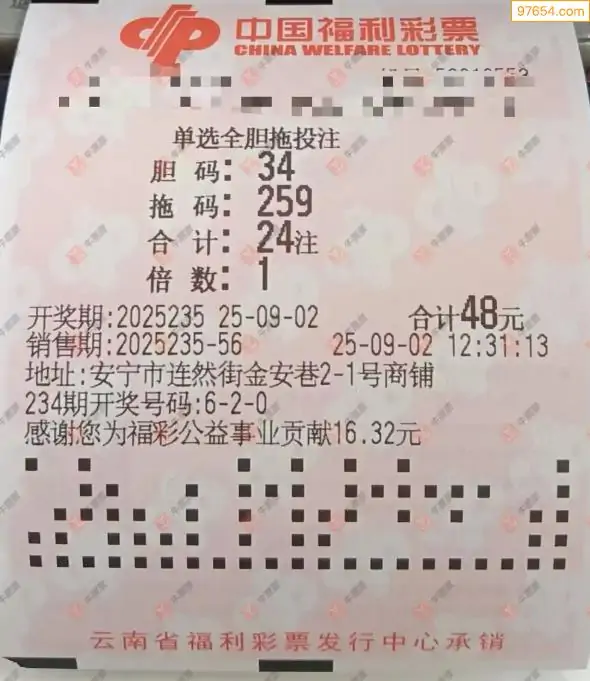 97654.com
中国福利彩票
CHINA WELFARE LOTTERY
单选全胆拖投注
胆 码: 34
拖 码: 259
合 计: 24注
倍 数: 1
开奖期:2025235 25-09-02 合计48元
销售期:2025235-56 25-09-02 12:31:13
地址:安宁市连然街金安巷2-1号商铺
234期开奖号码:6-2-0
感谢您为福彩公益事业贡献16.32元
云南省福利彩票发行中心承销